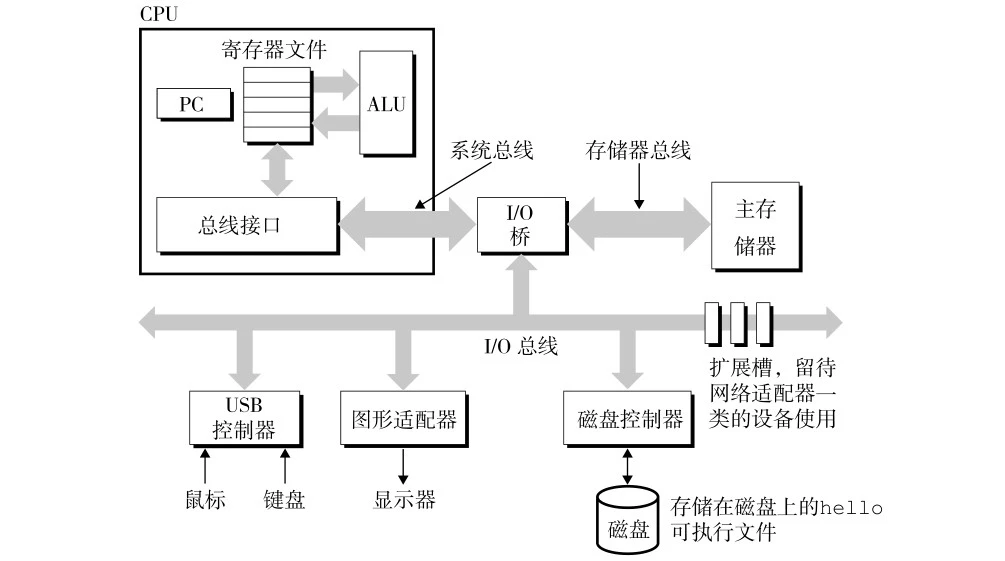 CPU
寄存器文件
PC
ALU
系统总线
存储器总线
总线接口
I/O
桥
主存
储器
I/O 总线
扩展槽，留待
网络适配器一
类的设备使用
USB
控制器
图形适配器
磁盘控制器
鼠标
键盘
显示器
磁盘
存储在磁盘上的hello
可执行文件